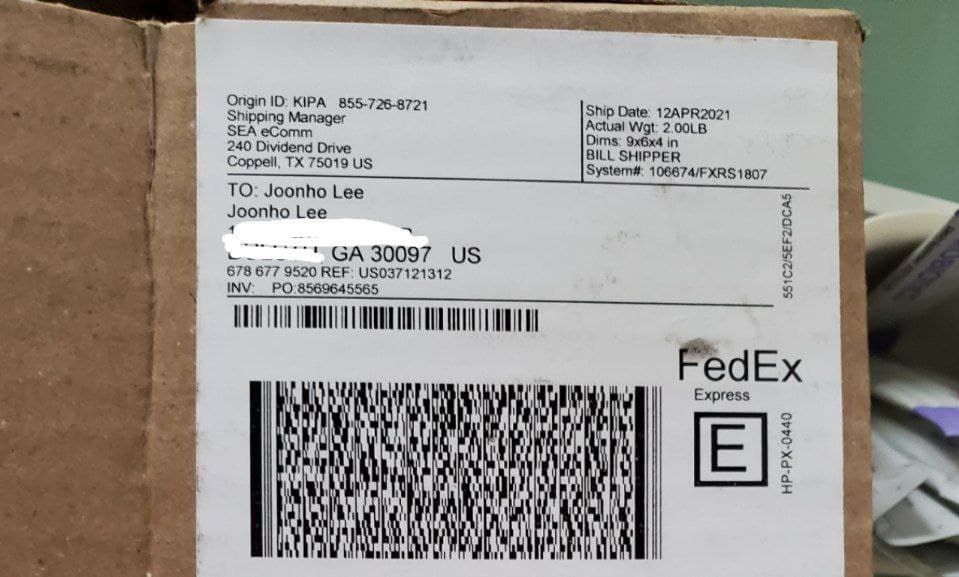 Origin ID: KIPA 855-726-8721
Shipping Manager
SEA eComm
240 Dividend Drive
Coppell, TX 75019 US
Ship Date: 12APR2021
Actual Wgt: 2.00LB
Dims: 9x6x4 in
BILL SHIPPER
System#: 106674/FXRS1807
TO: Joonho Lee
Joonho Lee
GA 30097 US
678 677 9520 REF: US037121312
INV: PO:8569645565
551C2/5EF2/DCA5
FedEx
Express
E
HP-PX-0440